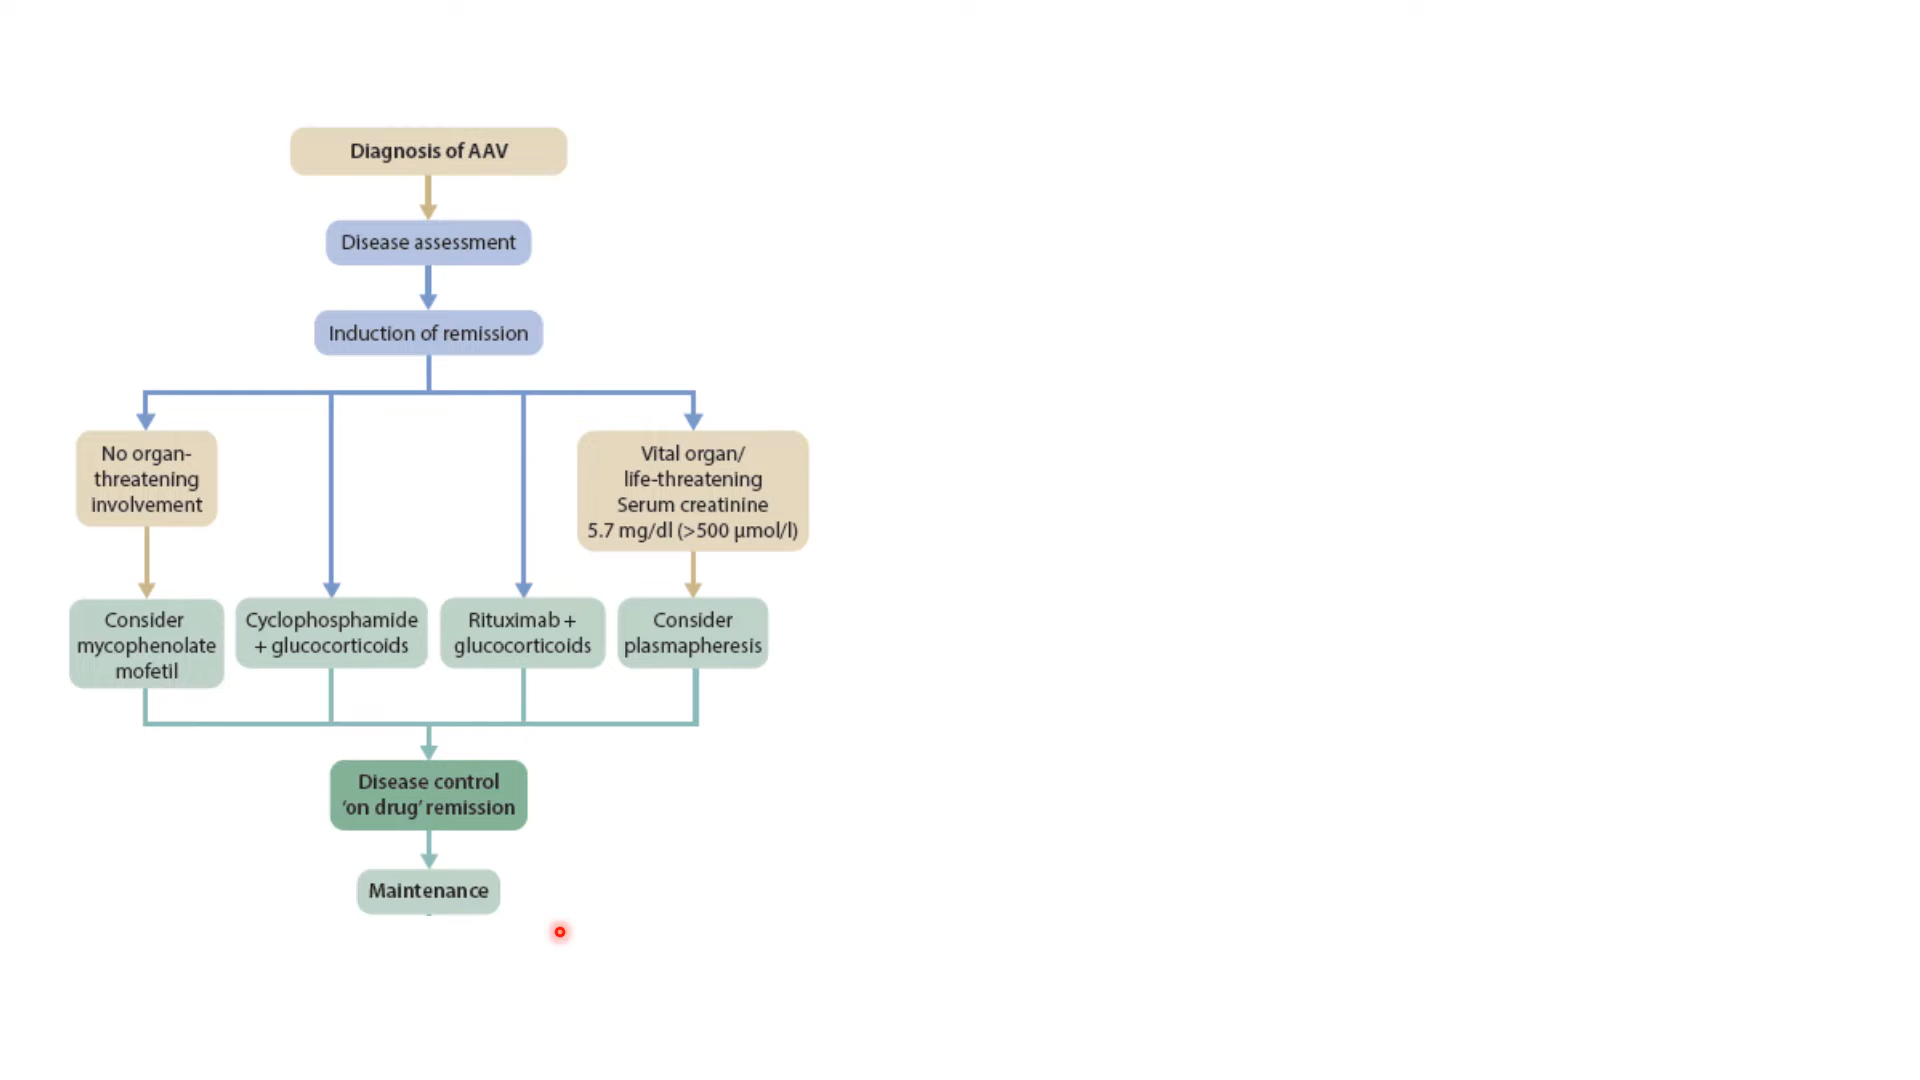 Diagnosis of AAV
Disease assessment
Induction of remission
No organ-
threatening
involvement
Vital organ/
life-threatening
Serum creatinine
5.7 mg/dl (>500 µmol/l)
Consider
mycophenolate
mofetil
Cyclophosphamide
+ glucocorticoids
Rituximab +
glucocorticoids
Consider
plasmapheresis
Disease control
‘on drug’ remission
Maintenance